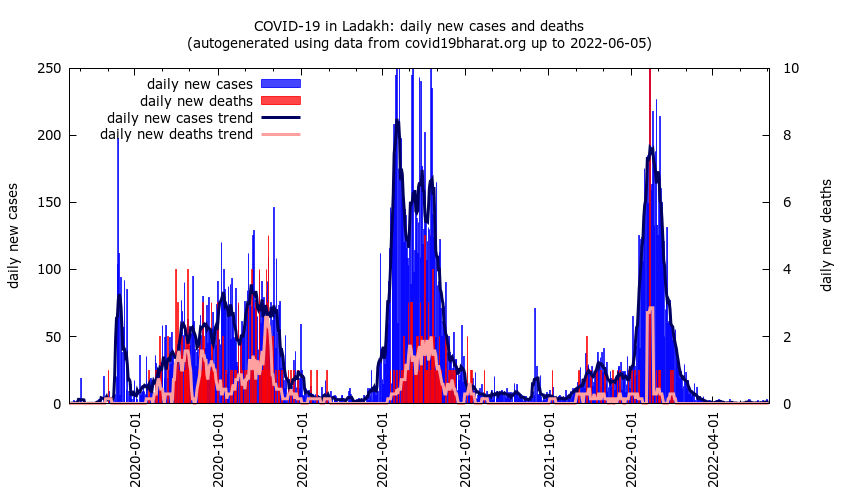 COVID-19 in Ladakh: daily new cases and deaths
(autogenerated using data from covid19bharat.org up to 2022-06-05)
daily new cases
daily new deaths
daily new cases trend
daily new deaths trend
250
200
150
100
50
0
daily new cases
10
8
6
4
2
0
daily new deaths
2020-07-01
2020-10-01
2021-01-01
2021-04-01
2021-07-01
2021-10-01
2022-01-01
2022-04-01